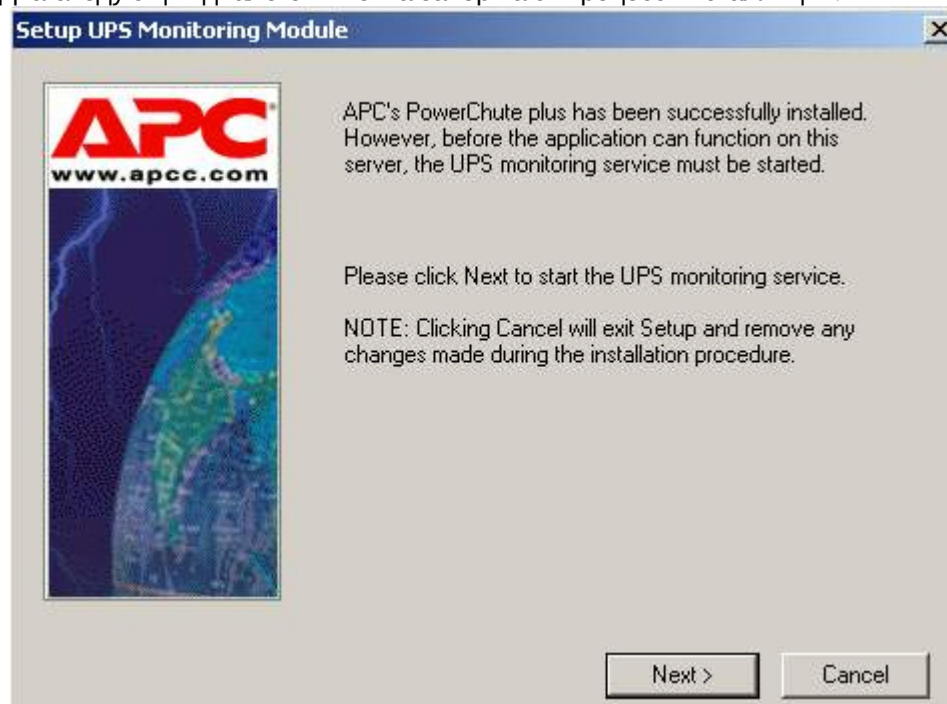 Setup UPS Monitoring Module
APC
www.apcc.com
APC's PowerChute plus has been successfully installed.
However, before the application can function on this
server, the UPS monitoring service must be started.
Please click Next to start the UPS monitoring service.
NOTE: Clicking Cancel will exit Setup and remove any
changes made during the installation procedure.
Next >
Cancel